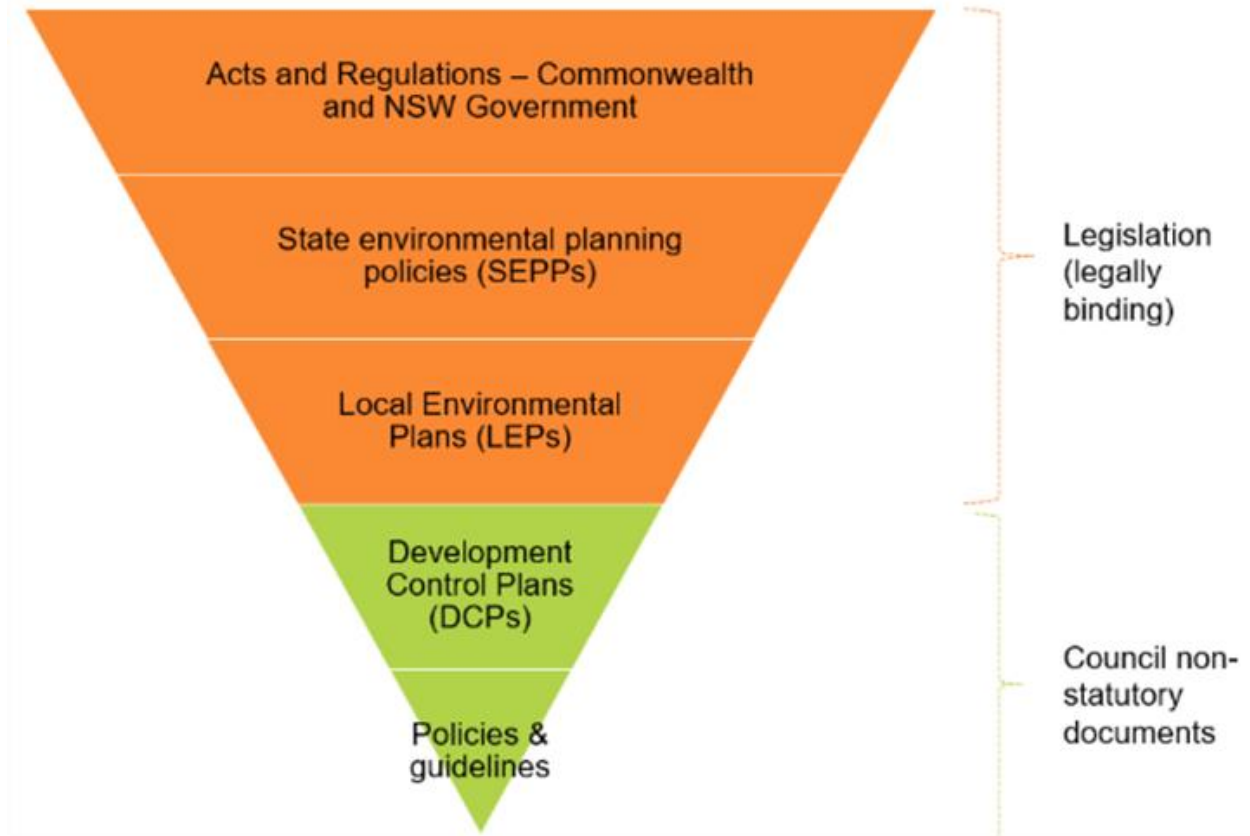 Acts and Regulations – Commonwealth
and NSW Government
State environmental planning
policies (SEPPs)
Local Environmental
Plans (LEPs)
Development
Control Plans
(DCPs)
Policies &
guidelines
Legislation
(legally
binding)
Council non-
statutory
documents